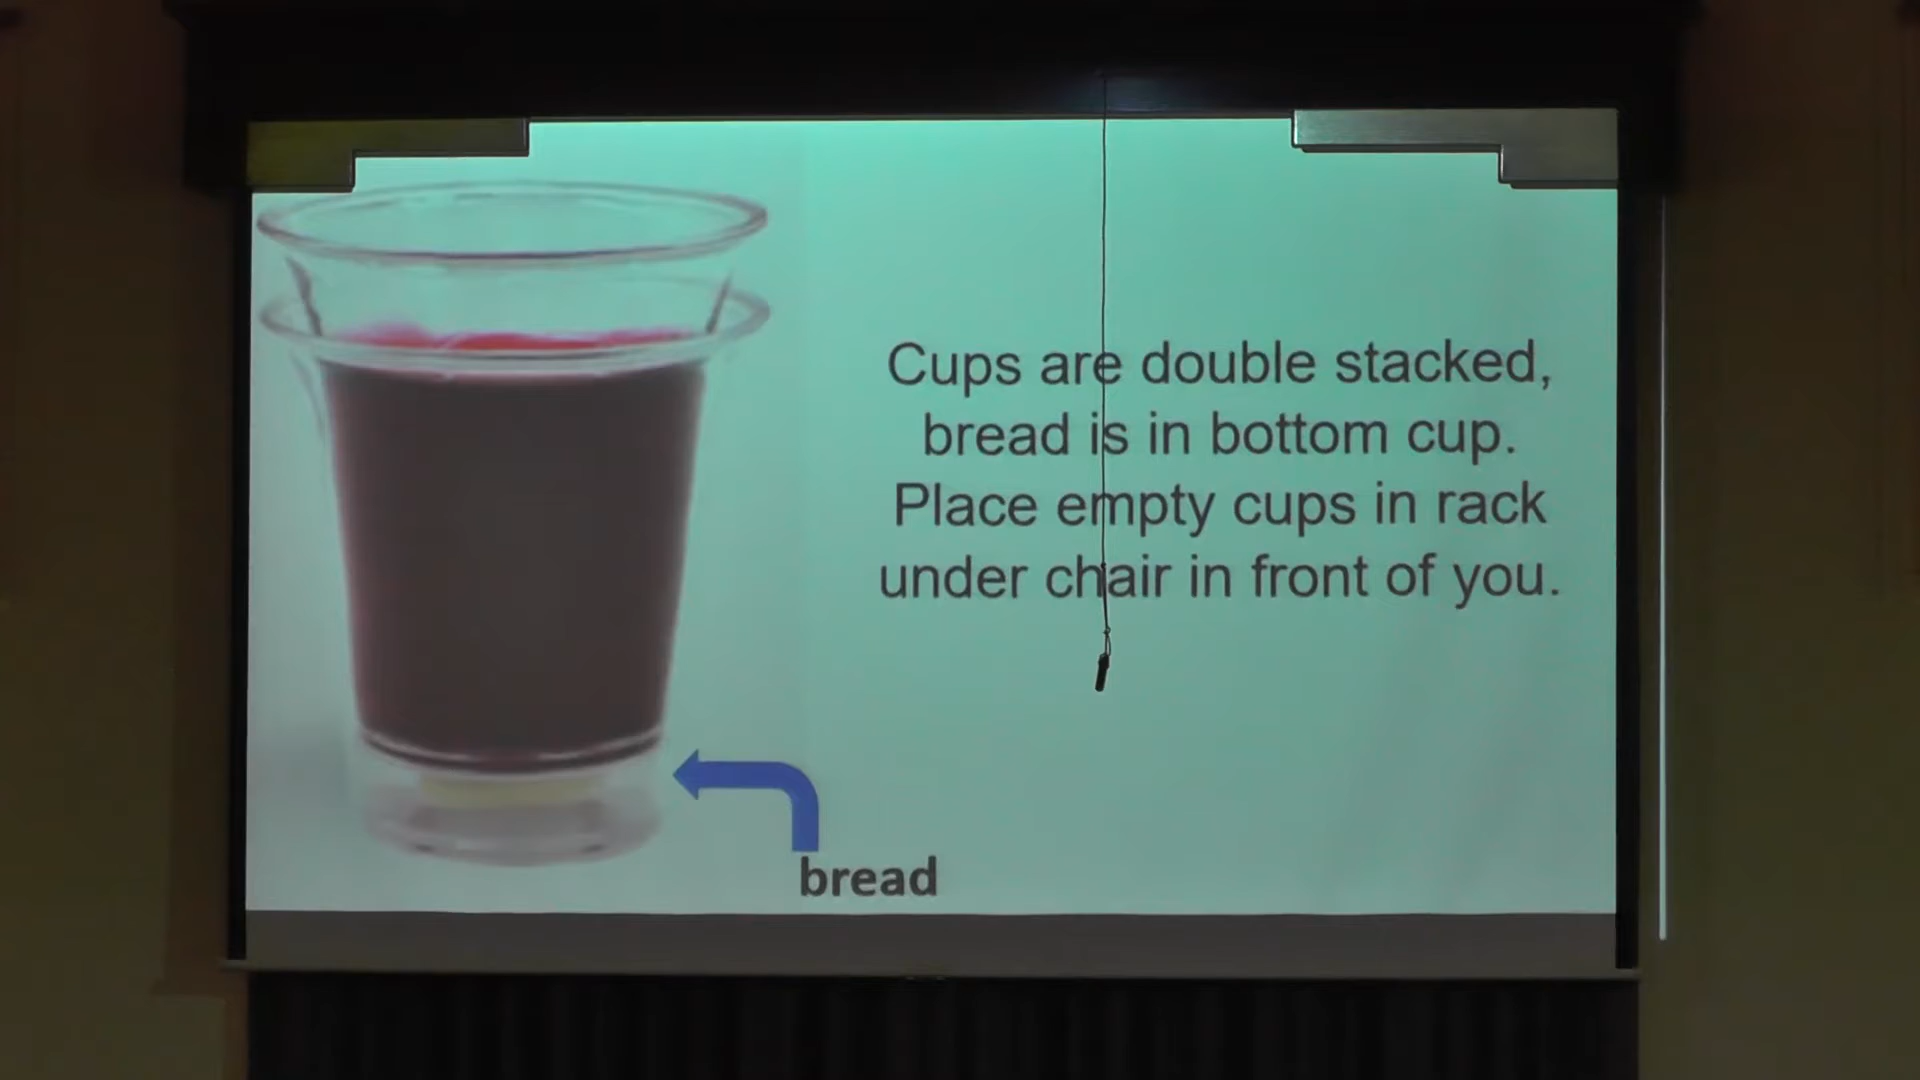 Cups are double stacked,
bread is in bottom cup.
Place empty cups in rack
under chair in front of you.
bread